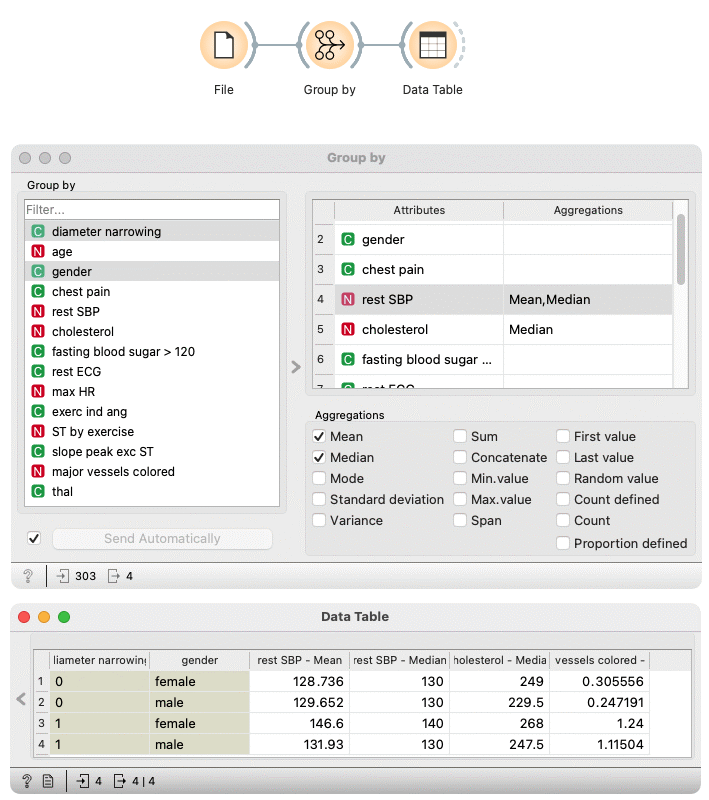 File Group by Data Table
Group by
Group by
Filter...
C diameter narrowing
N age
C gender
C chest pain
N rest SBP
N cholesterol
C fasting blood sugar > 120
C rest ECG
N max HR
C exerc ind ang
N ST by exercise
C slope peak exc ST
N major vessels colored
C thal
Send Automatically
? 303 4
Attributes Aggregations
2 C gender
3 C chest pain
4 N rest SBP Mean,Median
5 N cholesterol Median
6 C fasting blood sugar ...
7 C rest ECG
Aggregations
Mean Sum First value
Median Concatenate Last value
Mode Min.value Random value
Standard deviation Max.value Count defined
Variance Span Count
Proportion defined
Data Table
liameter narrowing gender rest SBP - Mean rest SBP - Median holesterol - Media vessels colored -
1 0 female 128.736 130 249 0.305556
2 0 male 129.652 130 229.5 0.247191
3 1 female 146.6 140 268 1.24
4 1 male 131.93 130 247.5 1.11504
? 4 4 | 4